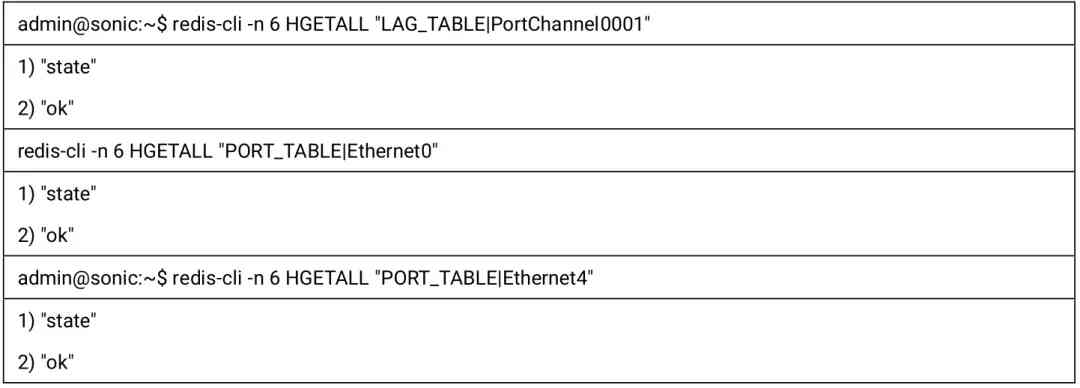 admin@sonic:~$ redis-cli -n 6 HGETALL "LAG_TABLE|PortChannel0001"
1) "state"
2) "ok"
redis-cli -n 6 HGETALL "PORT_TABLE|Ethernet0"
1) "state"
2) "ok"
admin@sonic:~$ redis-cli -n 6 HGETALL "PORT_TABLE|Ethernet4"
1) "state"
2) "ok"